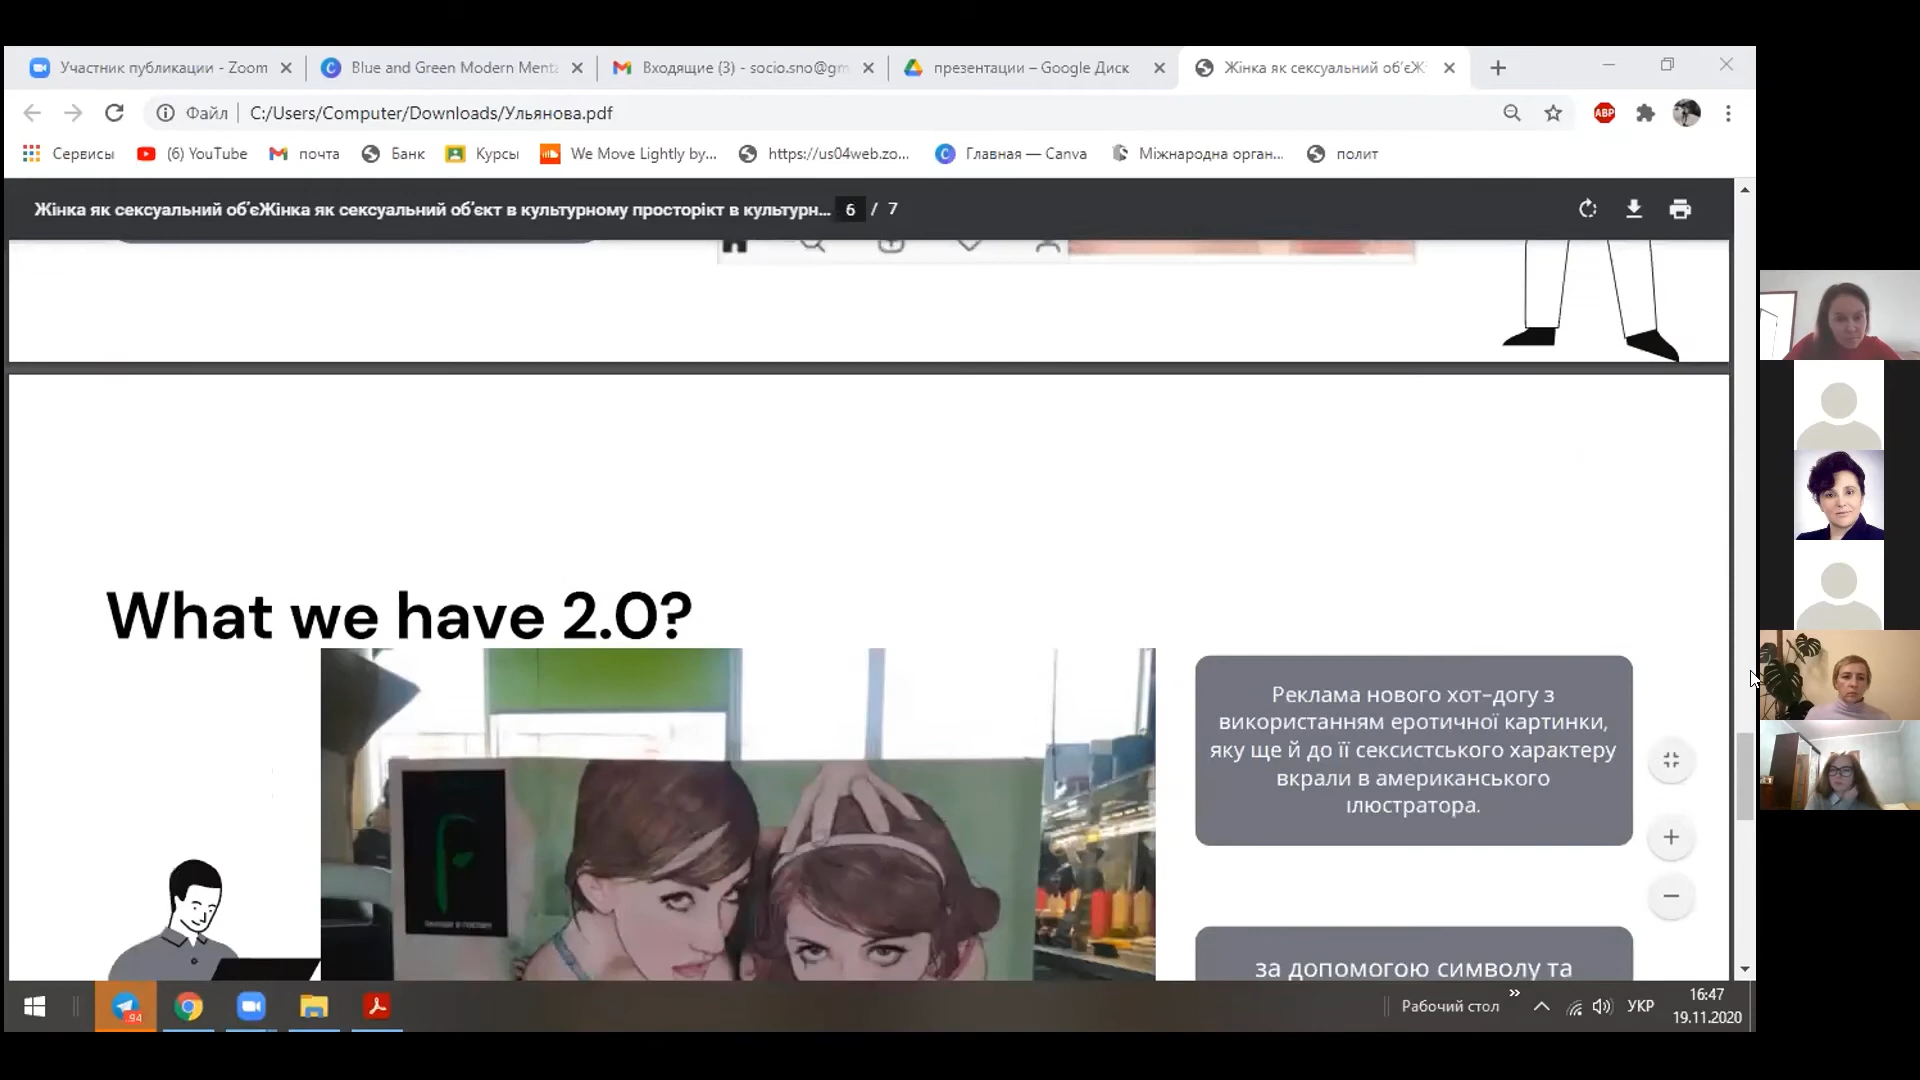 Участник публикации - Zoom
Blue and Green Modern Menta
Входящие (3) - socio.sno@gm
презентации – Google Диск
Жінка як сексуальний об’єЖ
Файл
C:/Users/Computer/Downloads/Ульянова.pdf
ABP
Сервисы
(6) YouTube
почта
Банк
Курсы
We Move Lightly by...
https://us04web.zo...
Главная — Canva
Міжнародна орган...
полит
Жінка як сексуальний об’єЖінка як сексуальний об’єкт в культурному просторікт в культурн...
6 / 7
What we have 2.0?
Реклама нового хот-догу з
використанням еротичної картинки,
яку ще й до її сексистського характеру
вкрали в американського
ілюстратора.
за допомогою символу та
94
Рабочий стол
УКР
16:47
19.11.2020